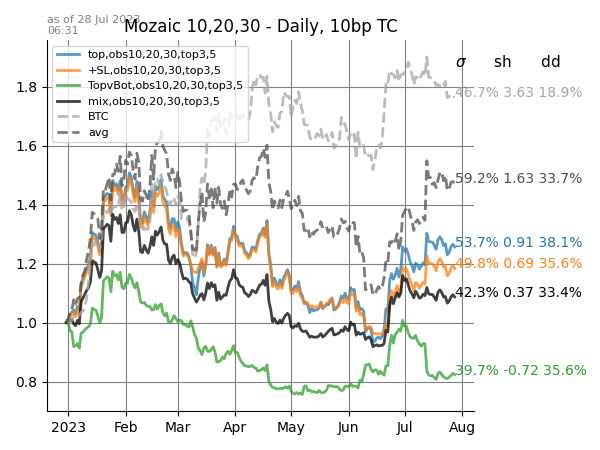 as of 28 Jul 2023
06:31
Mozaic 10,20,30 - Daily, 10bp TC
top,obs10,20,30,top3,5
+SL,obs10,20,30,top3,5
TopvBot,obs10,20,30,top3,5
mix,obs10,20,30,top3,5
BTC
avg
σ sh dd
46.7% 3.63 18.9%
59.2% 1.63 33.7%
53.7% 0.91 38.1%
49.8% 0.69 35.6%
42.3% 0.37 33.4%
39.7% -0.72 35.6%
1.8
1.6
1.4
1.2
1.0
0.8
2023 Feb Mar Apr May Jun Jul Aug